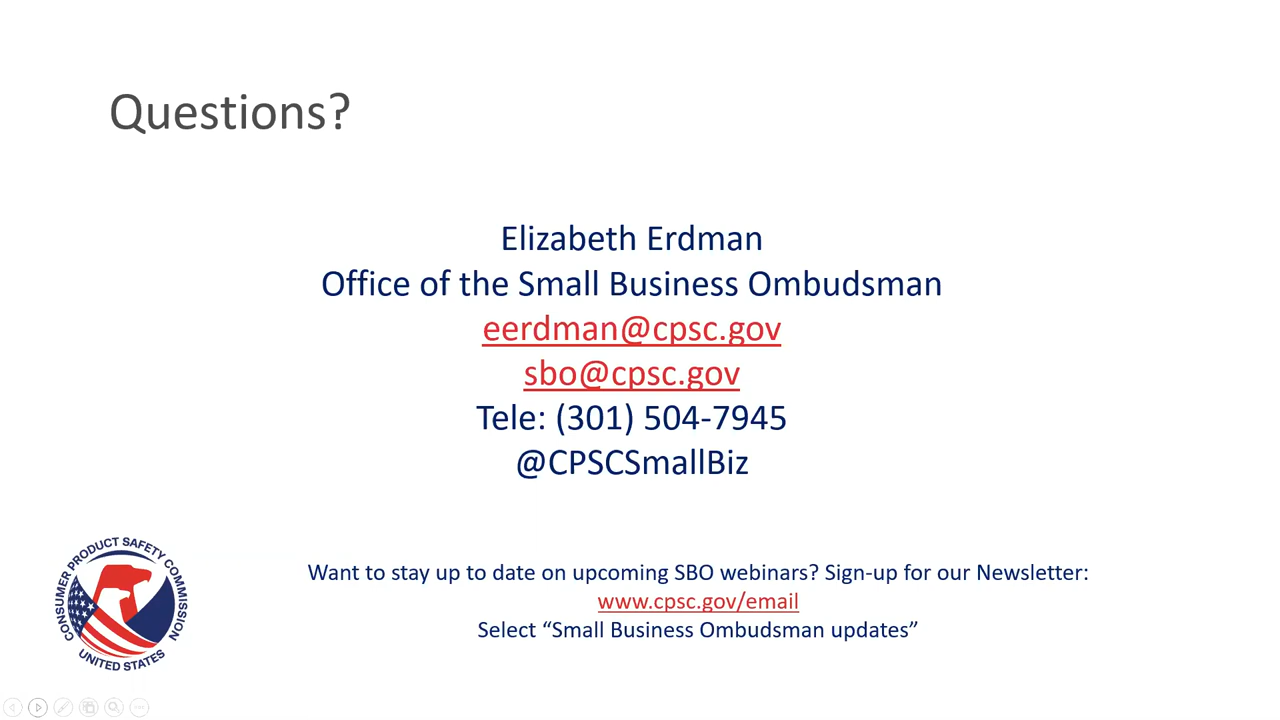 Questions?
Elizabeth Erdman
Office of the Small Business Ombudsman
eerdman@cpsc.gov
sbo@cpsc.gov
Tele: (301) 504-7945
@CPSCSmallBiz
CONSUMER PRODUCT SAFETY COMMISSION
UNITED STATES
Want to stay up to date on upcoming SBO webinars? Sign-up for our Newsletter:
www.cpsc.gov/email
Select “Small Business Ombudsman updates”